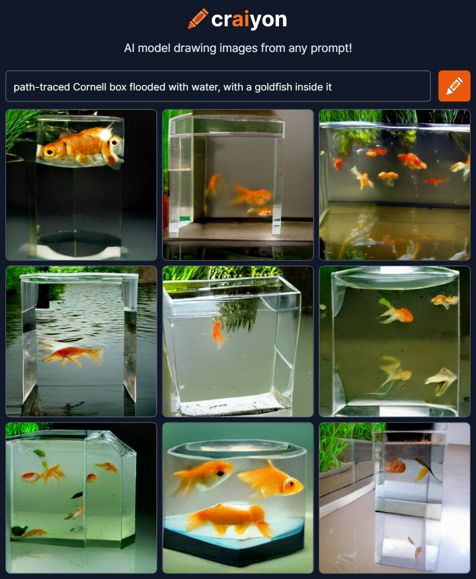 craiyon
AI model drawing images from any prompt!
path-traced Cornell box flooded with water, with a goldfish inside it